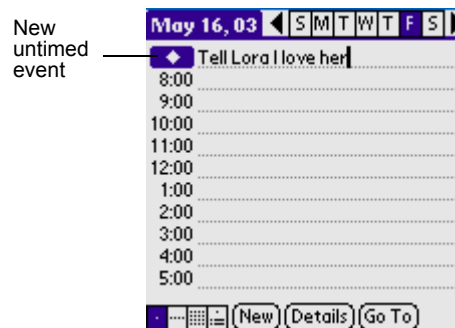 New
untimed
event
May 16, 03 S M T W T F S
Tell Lora I love her
8:00
9:00
10:00
11:00
12:00
1:00
2:00
3:00
4:00
5:00
New Details Go To